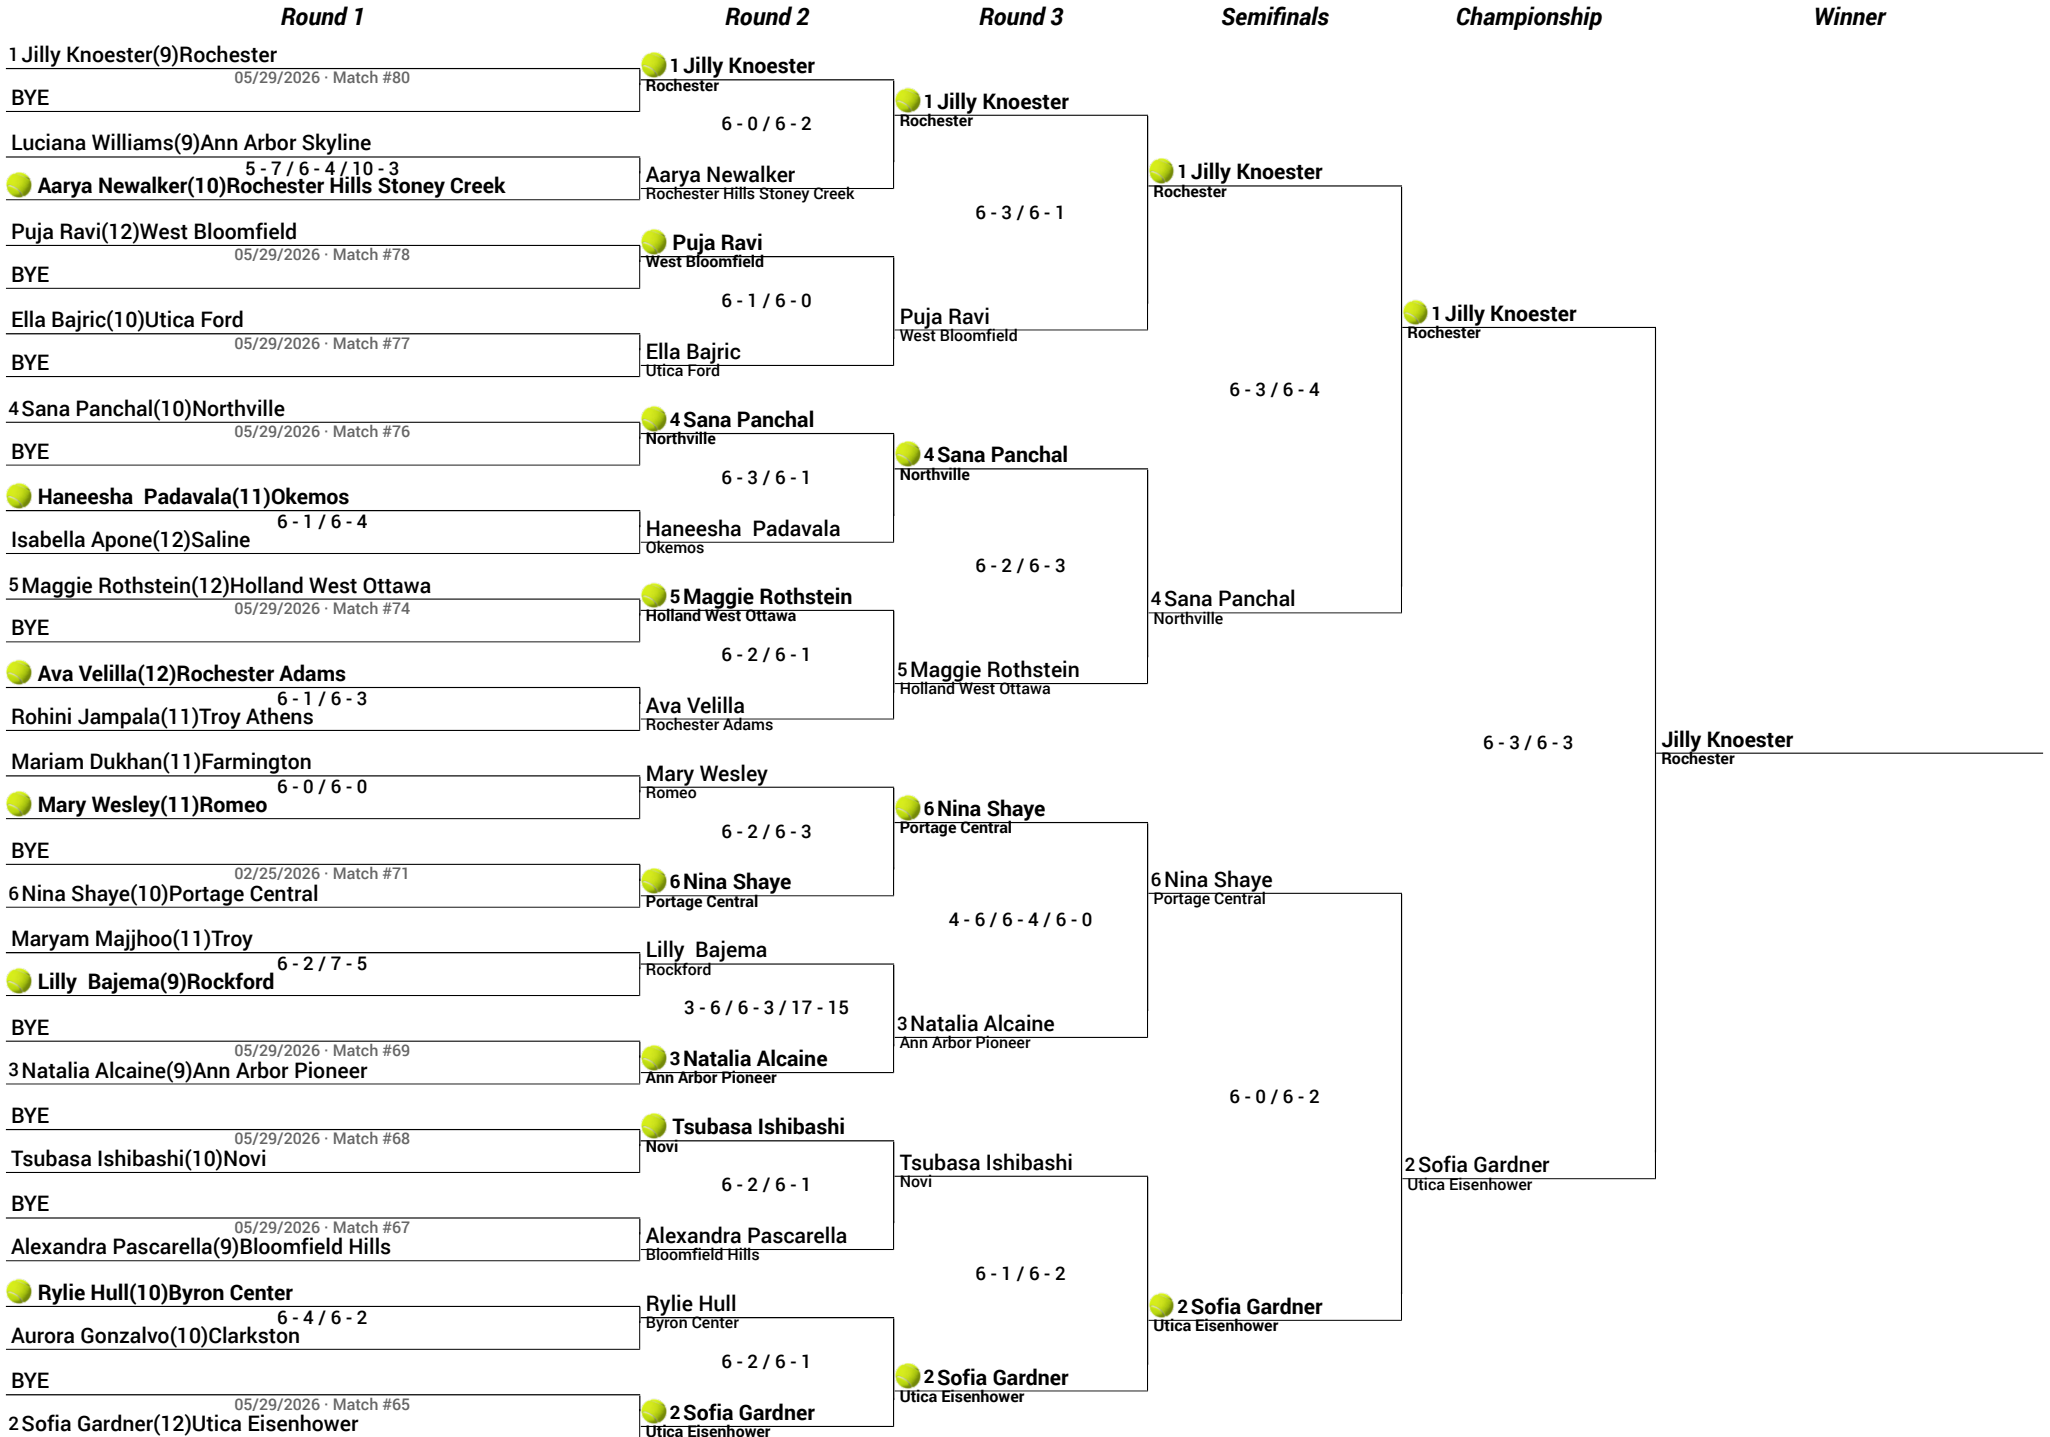 Round 1
Round 2
Round 3
Semifinals
Championship
Winner
1 Jilly Knoester(9)Rochester
05/29/2026 · Match #80
BYE
Luciana Williams(9)Ann Arbor Skyline
5 - 7 / 6 - 4 / 10 - 3
Aarya Newalker(10)Rochester Hills Stoney Creek
Puja Ravi(12)West Bloomfield
05/29/2026 · Match #78
BYE
Ella Bajric(10)Utica Ford
05/29/2026 · Match #77
BYE
4 Sana Panchal(10)Northville
05/29/2026 · Match #76
BYE
Haneesha  Padavala(11)Okemos
6 - 1 / 6 - 4
Isabella Apone(12)Saline
5 Maggie Rothstein(12)Holland West Ottawa
05/29/2026 · Match #74
BYE
Ava Velilla(12)Rochester Adams
6 - 1 / 6 - 3
Rohini Jampala(11)Troy Athens
Mariam Dukhan(11)Farmington
6 - 0 / 6 - 0
Mary Wesley(11)Romeo
BYE
02/25/2026 · Match #71
6 Nina Shaye(10)Portage Central
Maryam Majjhoo(11)Troy
6 - 2 / 7 - 5
Lilly  Bajema(9)Rockford
BYE
05/29/2026 · Match #69
3 Natalia Alcaine(9)Ann Arbor Pioneer
BYE
05/29/2026 · Match #68
Tsubasa Ishibashi(10)Novi
BYE
05/29/2026 · Match #67
Alexandra Pascarella(9)Bloomfield Hills
Rylie Hull(10)Byron Center
6 - 4 / 6 - 2
Aurora Gonzalvo(10)Clarkston
BYE
05/29/2026 · Match #65
2 Sofia Gardner(12)Utica Eisenhower
1 Jilly Knoester
Rochester
6 - 0 / 6 - 2
Aarya Newalker
Rochester Hills Stoney Creek
Puja Ravi
West Bloomfield
6 - 1 / 6 - 0
Ella Bajric
Utica Ford
4 Sana Panchal
Northville
6 - 3 / 6 - 1
Haneesha  Padavala
Okemos
5 Maggie Rothstein
Holland West Ottawa
6 - 2 / 6 - 1
Ava Velilla
Rochester Adams
Mary Wesley
Romeo
6 - 2 / 6 - 3
6 Nina Shaye
Portage Central
Lilly  Bajema
Rockford
3 - 6 / 6 - 3 / 17 - 15
3 Natalia Alcaine
Ann Arbor Pioneer
Tsubasa Ishibashi
Novi
6 - 2 / 6 - 1
Alexandra Pascarella
Bloomfield Hills
Rylie Hull
Byron Center
6 - 2 / 6 - 1
2 Sofia Gardner
Utica Eisenhower
1 Jilly Knoester
Rochester
6 - 3 / 6 - 1
Puja Ravi
West Bloomfield
4 Sana Panchal
Northville
6 - 2 / 6 - 3
5 Maggie Rothstein
Holland West Ottawa
6 Nina Shaye
Portage Central
4 - 6 / 6 - 4 / 6 - 0
3 Natalia Alcaine
Ann Arbor Pioneer
Tsubasa Ishibashi
Novi
6 - 1 / 6 - 2
2 Sofia Gardner
Utica Eisenhower
1 Jilly Knoester
Rochester
6 - 3 / 6 - 4
4 Sana Panchal
Northville
6 Nina Shaye
Portage Central
6 - 0 / 6 - 2
2 Sofia Gardner
Utica Eisenhower
1 Jilly Knoester
Rochester
6 - 3 / 6 - 3
2 Sofia Gardner
Utica Eisenhower
Jilly Knoester
Rochester